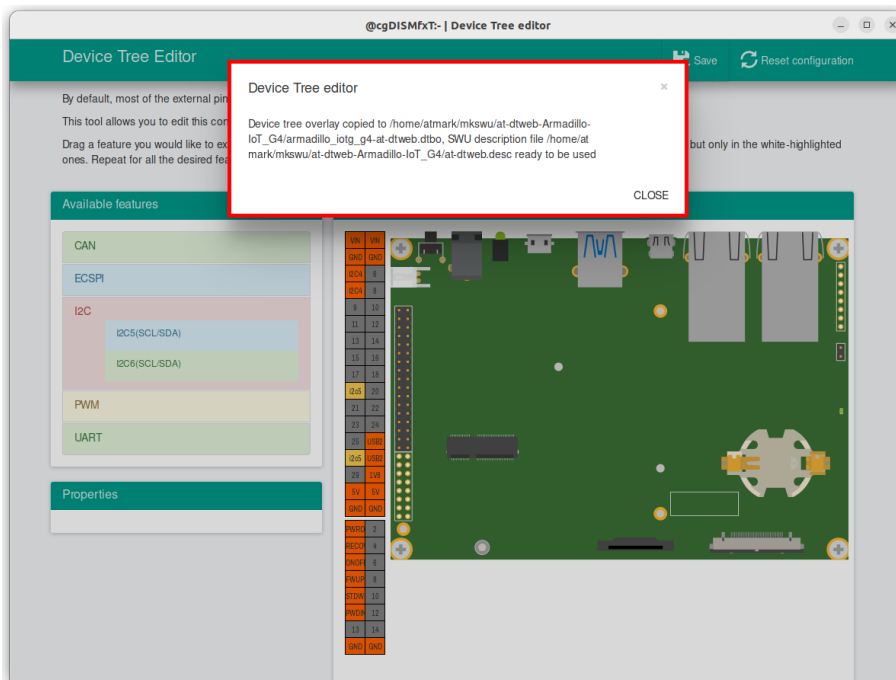 @cgDISMfxT:- | Device Tree editor
Device Tree Editor
Save
Reset configuration
By default, most of the external pin
This tool allows you to edit this con
Drag a feature you would like to ex
but only in the white-highlighted
ones. Repeat for all the desired fea
Device Tree editor
×
Device tree overlay copied to /home/atmark/mkswu/at-dtweb-Armadillo-
IoT_G4/armadillo_iotg_g4-at-dtweb.dtbo, SWU description file /home/at
mark/mkswu/at-dtweb-Armadillo-IoT_G4/at-dtweb.desc ready to be used
CLOSE
Available features
CAN
ECSPI
I2C
I2C5(SCL/SDA)
I2C6(SCL/SDA)
PWM
UART
Properties
VIN VIN
GND GND
I2C4 6
I2C4 8
9 10
11 12
13 14
15 16
17 18
i2c5 20
21 22
23 24
25 USB2
i2c5 USB2
29 1V8
5V 5V
GND GND
PWRO 2
RECOV 4
ONOFF 6
FWUP 8
STDW 10
PWDN 12
13 14
GND GND